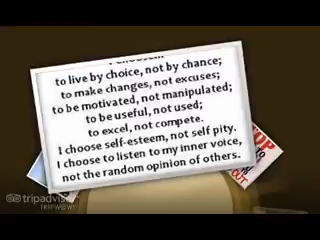 I choose...
to live by choice, not by chance;
to make changes, not excuses;
to be motivated, not manipulated;
to be useful, not used;
to excel, not compete.
I choose self-esteem, not self pity.
I choose to listen to my inner voice,
not the random opinion of others.
OUT
tripadvisor